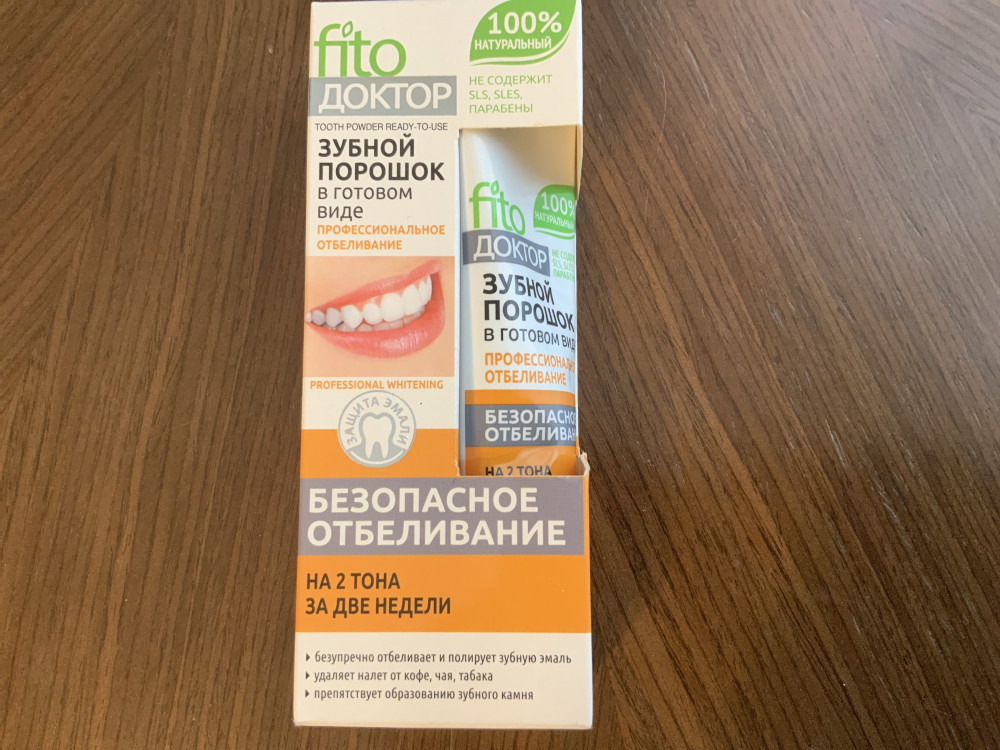 fito
ДОКТОР
100%
НАТУРАЛЬНЫЙ
НЕ СОДЕРЖИТ
SLS, SLES,
ПАРАБЕНЫ
TOOTH POWDER READY-TO-USE
ЗУБНОЙ
ПОРОШОК
в готовом
виде
ПРОФЕССИОНАЛЬНОЕ
ОТБЕЛИВАНИЕ
PROFESSIONAL WHITENING
ЗАЩИТА ЭМАЛИ
БЕЗОПАСНОЕ
ОТБЕЛИВАНИЕ
НА 2 ТОНА
ЗА ДВЕ НЕДЕЛИ
безупречно отбеливает и полирует зубную эмаль
удаляет налет от кофе, чая, табака
препятствует образованию зубного камня
fito
ДОКТОР
100%
НАТУРАЛЬНЫЙ
НЕ
SLS,
ЗУБНОЙ
ПОРОШОК
в готовом
ОТБЕЛИВАНИЕ
НА 2 ТОНА